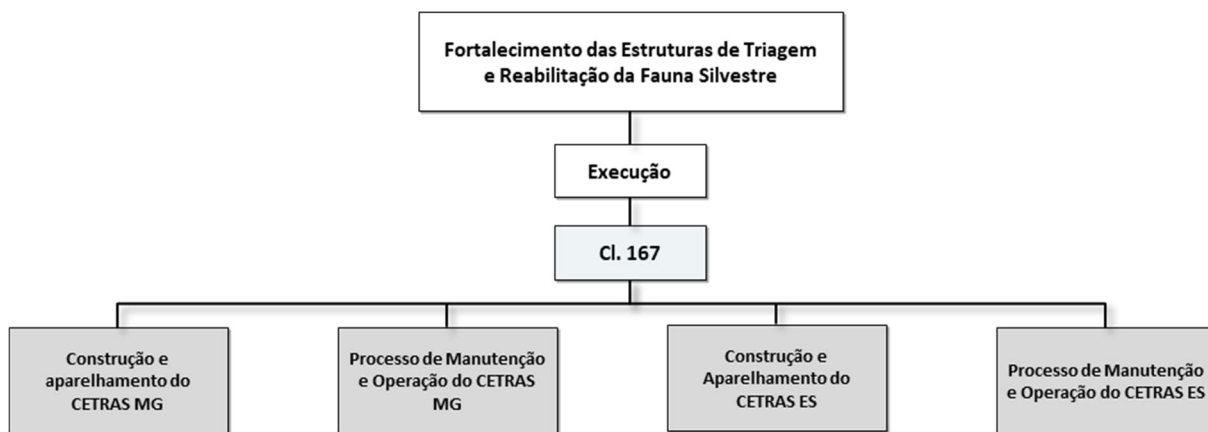 Fortalecimento das Estruturas de Triagem
e Reabilitação da Fauna Silvestre
Execução
Cl. 167
Construção e
aparelhamento do
CETRAS MG
Processo de Manutenção
e Operação do CETRAS
MG
Construção e
Aparelhamento do
CETRAS ES
Processo de Manutenção
e Operação do CETRAS ES